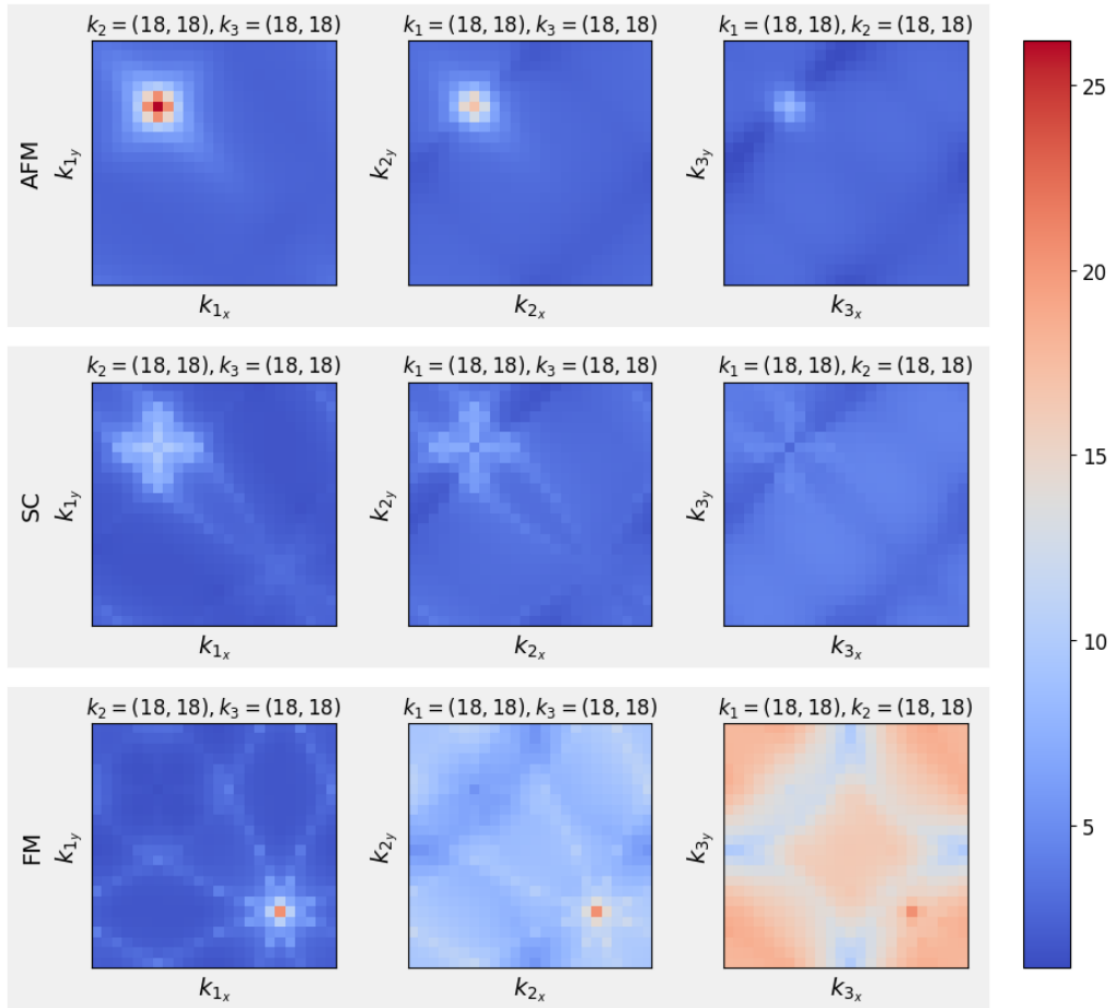 k₂ = (18, 18), k₃ = (18, 18)
k₁ = (18, 18), k₃ = (18, 18)
k₁ = (18, 18), k₂ = (18, 18)
AFM
k₁ᵧ
k₂ᵧ
k₃ᵧ
k₁ₓ
k₂ₓ
k₃ₓ
k₂ = (18, 18), k₃ = (18, 18)
k₁ = (18, 18), k₃ = (18, 18)
k₁ = (18, 18), k₂ = (18, 18)
SC
k₁ᵧ
k₂ᵧ
k₃ᵧ
k₁ₓ
k₂ₓ
k₃ₓ
k₂ = (18, 18), k₃ = (18, 18)
k₁ = (18, 18), k₃ = (18, 18)
k₁ = (18, 18), k₂ = (18, 18)
FM
k₁ᵧ
k₂ᵧ
k₃ᵧ
k₁ₓ
k₂ₓ
k₃ₓ
25
20
15
10
5